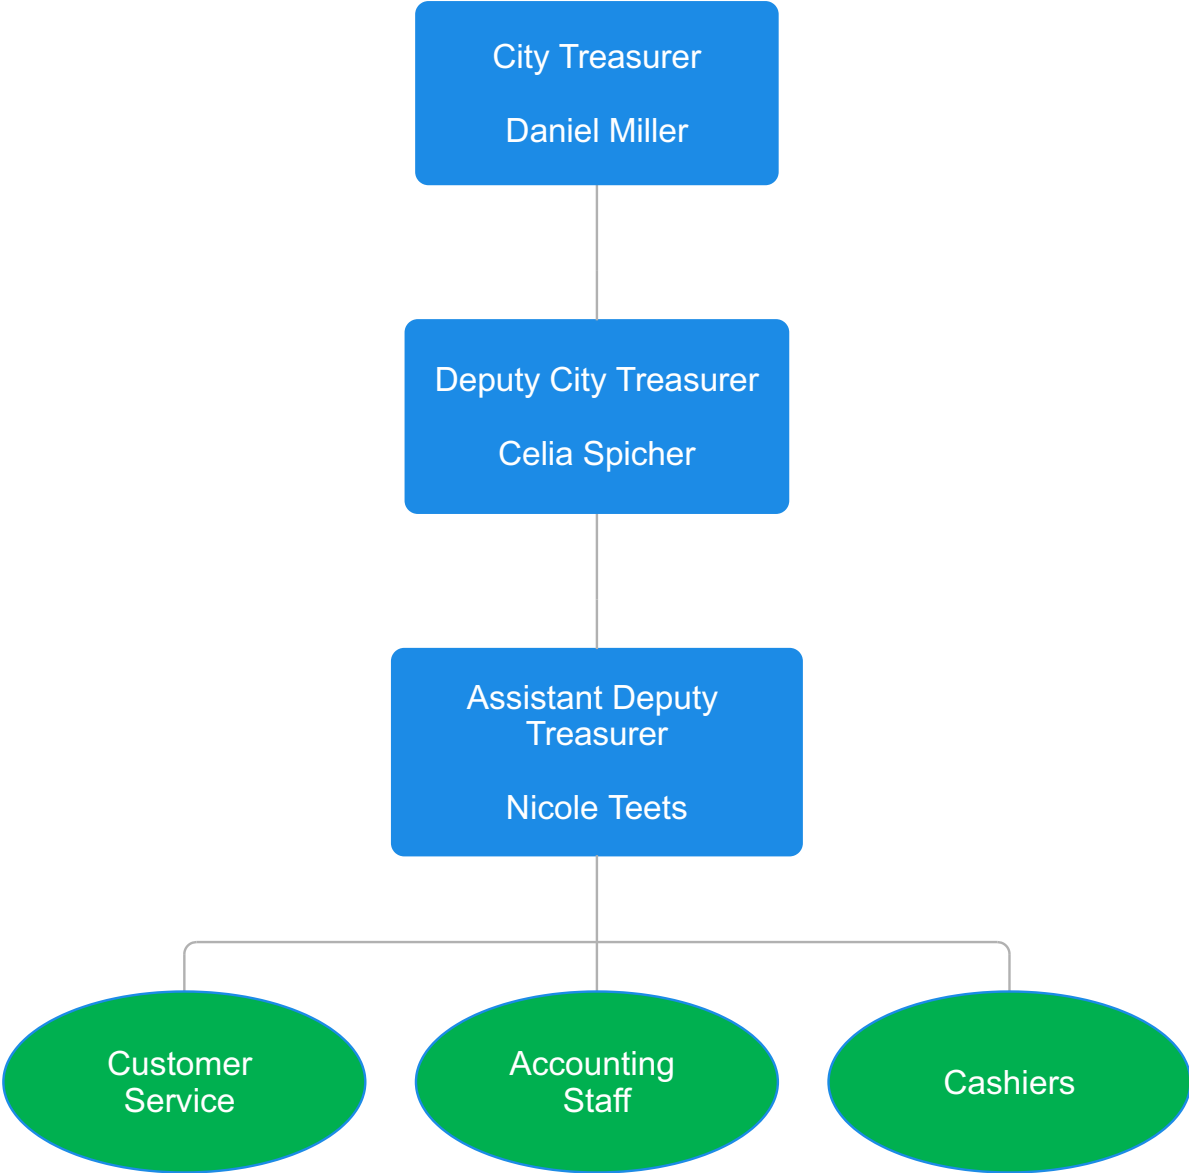 City Treasurer
Daniel Miller
Deputy City Treasurer
Celia Spicher
Assistant Deputy
Treasurer
Nicole Teets
Customer
Service
Accounting
Staff
Cashiers